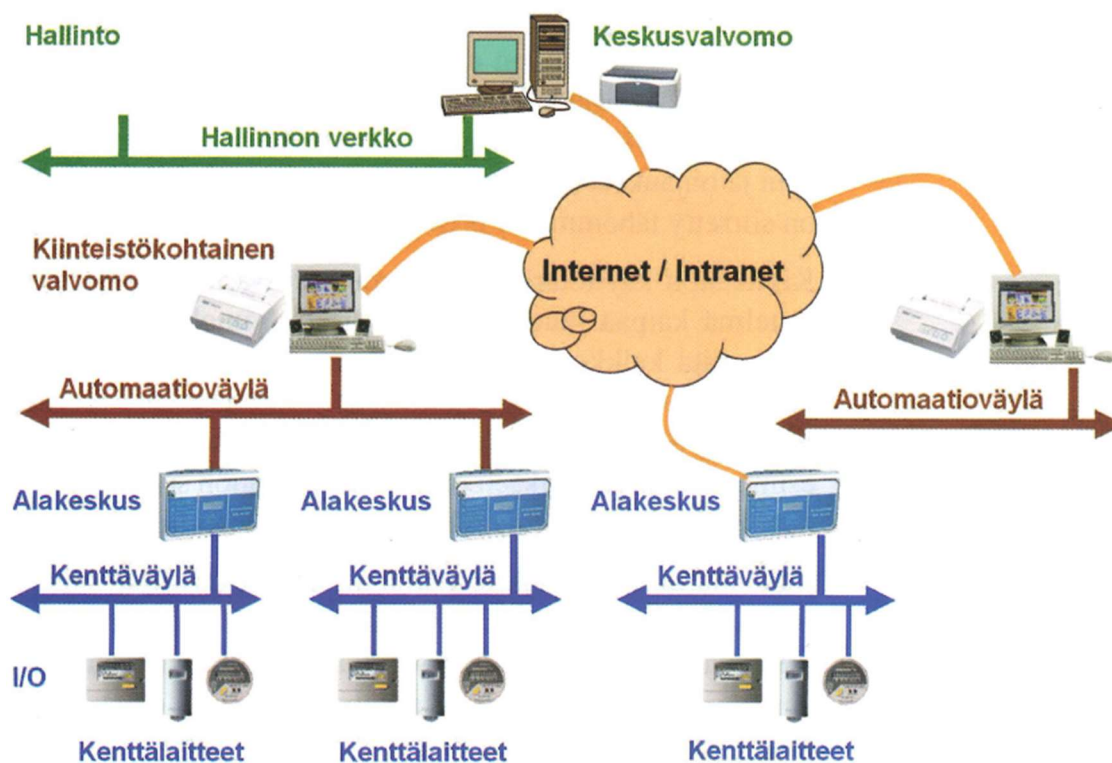 Hallinto
Keskusvalvomo
Hallinnon verkko
Kiinteistökohtainen
valvomo
Internet / Intranet
Automaatioväylä
Automaatioväylä
Alakeskus
Alakeskus
Alakeskus
Kenttäväylä
Kenttäväylä
Kenttäväylä
I/O
Kenttälaitteet
Kenttälaitteet
Kenttälaitteet